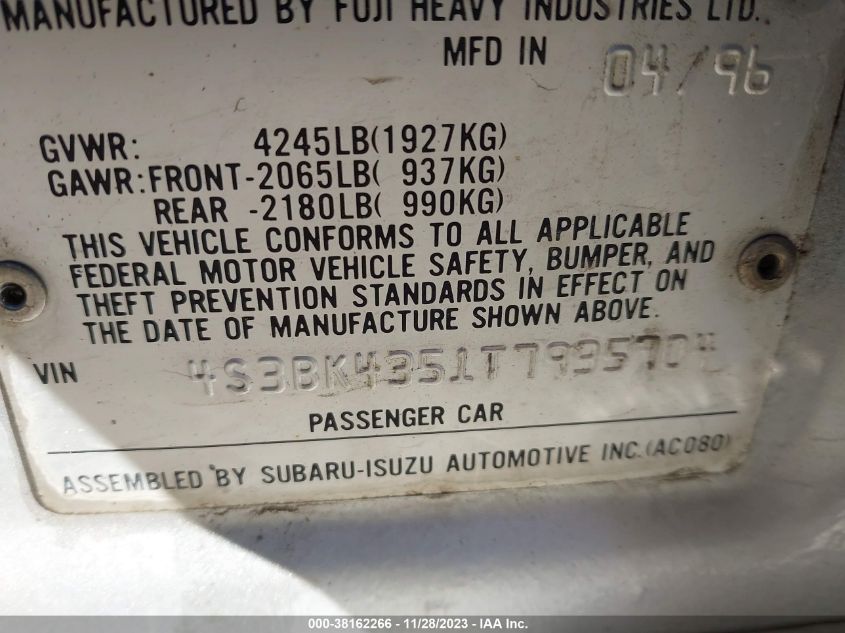 MANUFACTURED BY FUJI HEAVY INDUSTRIES LTD.
MFD IN 04/96
GVWR: 4245LB(1927KG)
GAWR:FRONT-2065LB( 937KG)
REAR -2180LB( 990KG)
THIS VEHICLE CONFORMS TO ALL APPLICABLE
FEDERAL MOTOR VEHICLE SAFETY, BUMPER, AND
THEFT PREVENTION STANDARDS IN EFFECT ON
THE DATE OF MANUFACTURE SHOWN ABOVE.
VIN 4S3BK4351T7935704
PASSENGER CAR
ASSEMBLED BY SUBARU-ISUZU AUTOMOTIVE INC.(AC080)
000-38162266 - 11/28/2023 - IAA Inc.